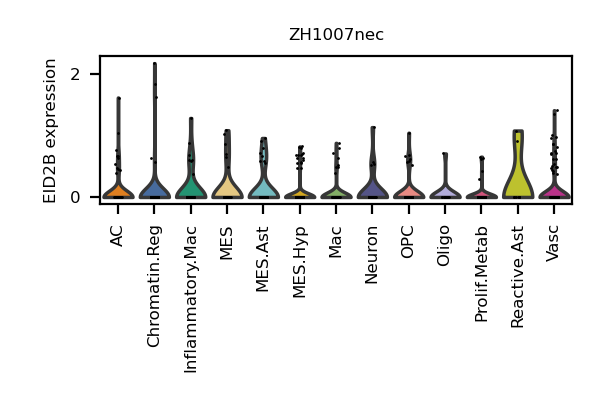 ZH1007nec
EID2B expression
2
0
AC
Chromatin.Reg
Inflammatory.Mac
MES
MES.Ast
MES.Hyp
Mac
Neuron
OPC
Oligo
Prolif.Metab
Reactive.Ast
Vasc